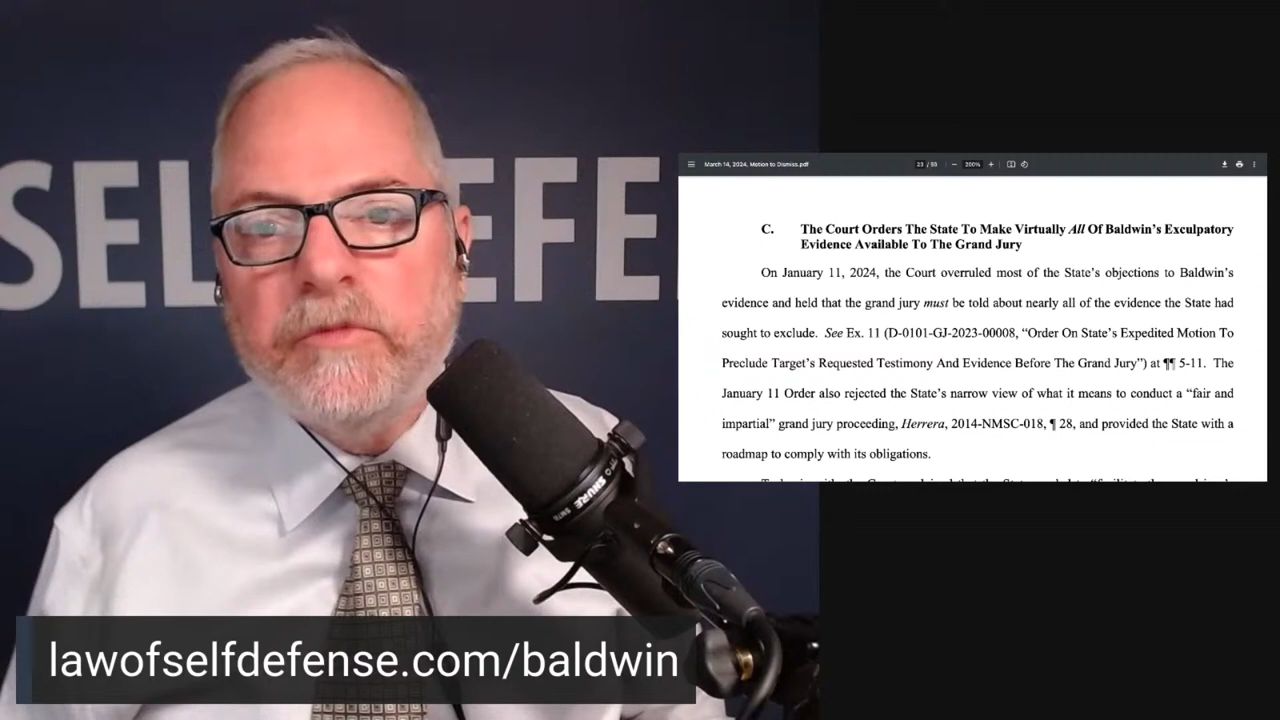 SELF DEFE
March 14, 2024, Motion to Dismiss.pdf
23 / 55
200%
C. The Court Orders The State To Make Virtually All Of Baldwin's Exculpatory
Evidence Available To The Grand Jury
On January 11, 2024, the Court overruled most of the State's objections to Baldwin's
evidence and held that the grand jury must be told about nearly all of the evidence the State had
sought to exclude. See Ex. 11 (D-0101-GJ-2023-00008, “Order On State's Expedited Motion To
Preclude Target's Requested Testimony And Evidence Before The Grand Jury”) at ¶¶ 5-11. The
January 11 Order also rejected the State's narrow view of what it means to conduct a “fair and
impartial” grand jury proceeding, Herrera, 2014-NMSC-018, ¶ 28, and provided the State with a
roadmap to comply with its obligations.
SHURE
lawofselfdefense.com/baldwin